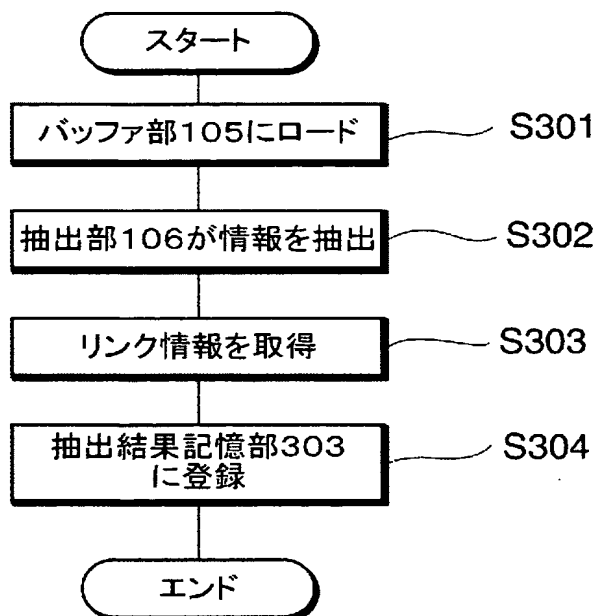 スタート
バッファ部105にロード
S301
抽出部106が情報を抽出
S302
リンク情報を取得
S303
抽出結果記憶部303
に登録
S304
エンド